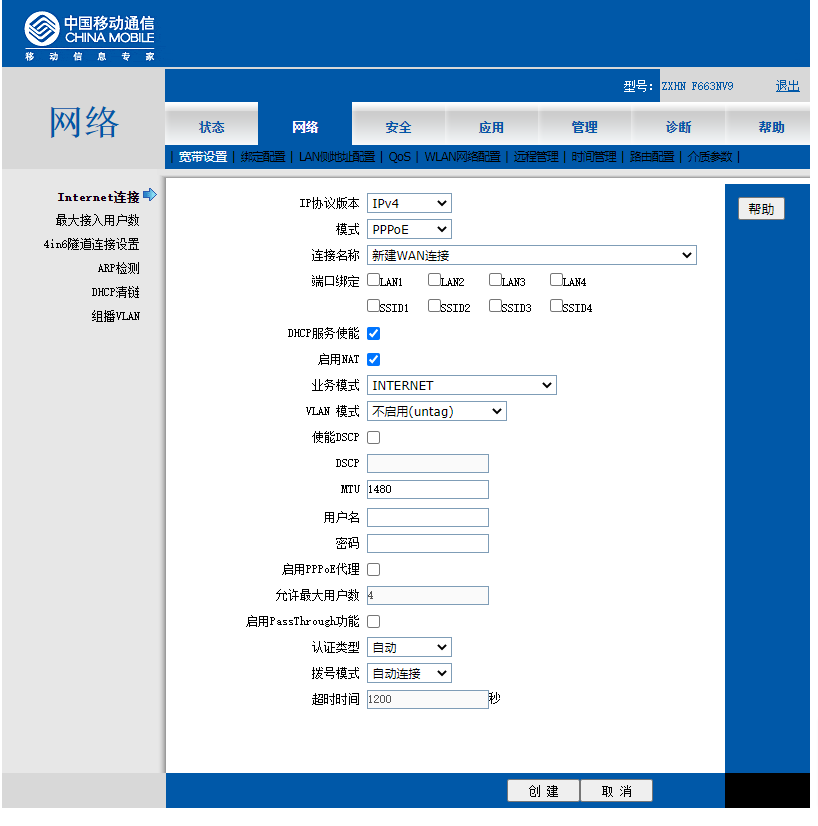 中国移动通信
CHINA MOBILE
移 动 信 息 专 家
型号: ZXHN F663NV9 退出
网络
状态 网络 安全 应用 管理 诊断 帮助
| 宽带设置 | 绑定配置 | LAN侧地址配置 | QoS | WLAN网络配置 | 远程管理 | 时间管理 | 路由配置 | 介质参数 |
Internet连接
最大接入用户数
4in6隧道连接设置
ARP检测
DHCP清链
组播VLAN
IP协议版本 IPv4
模式 PPPoE
连接名称 新建WAN连接
端口绑定 LAN1 LAN2 LAN3 LAN4
SSID1 SSID2 SSID3 SSID4
DHCP服务使能
启用NAT
业务模式 INTERNET
VLAN 模式 不启用(untag)
使能DSCP
DSCP
MTU 1480
用户名
密码
启用PPPoE代理
允许最大用户数 4
启用PassThrough功能
认证类型 自动
拨号模式 自动连接
超时时间 1200 秒
帮助
创 建 取 消